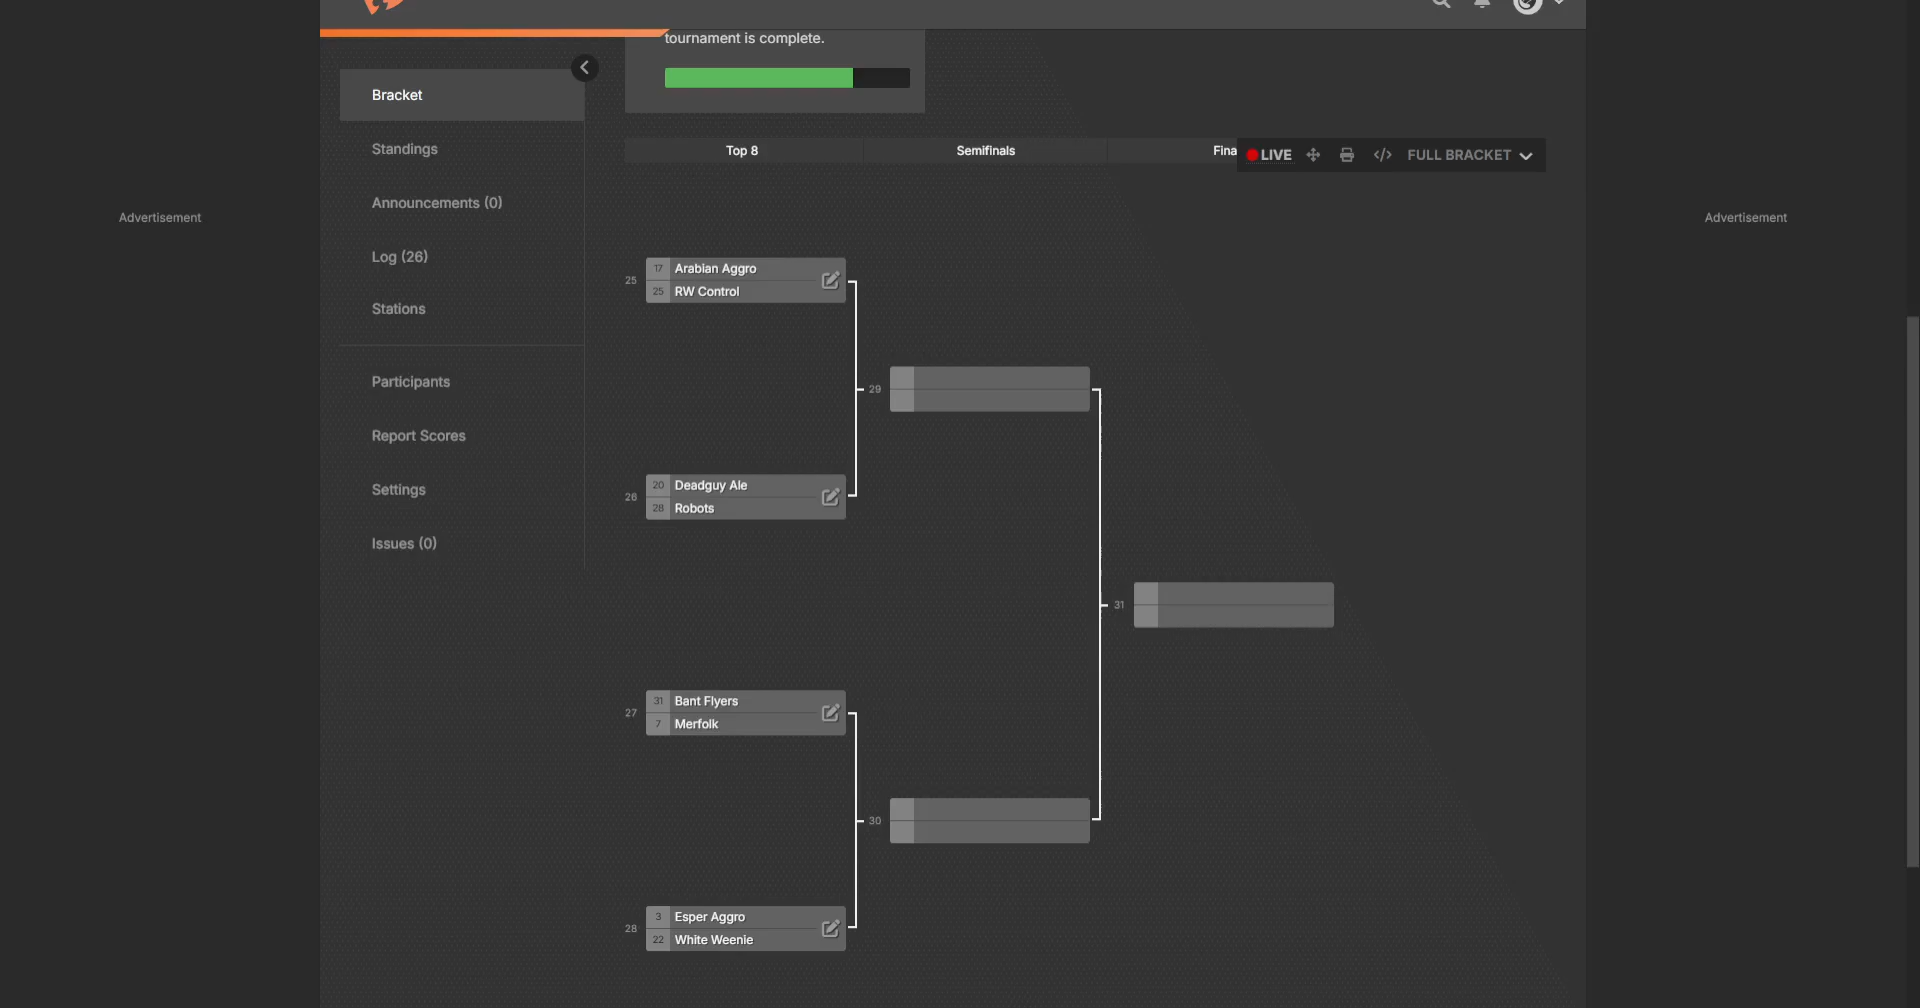 tournament is complete.
Bracket
Standings
Announcements (0)
Log (26)
Stations
Participants
Report Scores
Settings
Issues (0)
Advertisement
Top 8
Semifinals
Fina
LIVE
</>
FULL BRACKET
Advertisement
25
17 Arabian Aggro
25 RW Control
29
26
20 Deadguy Ale
28 Robots
31
27
31 Bant Flyers
7 Merfolk
30
28
3 Esper Aggro
22 White Weenie